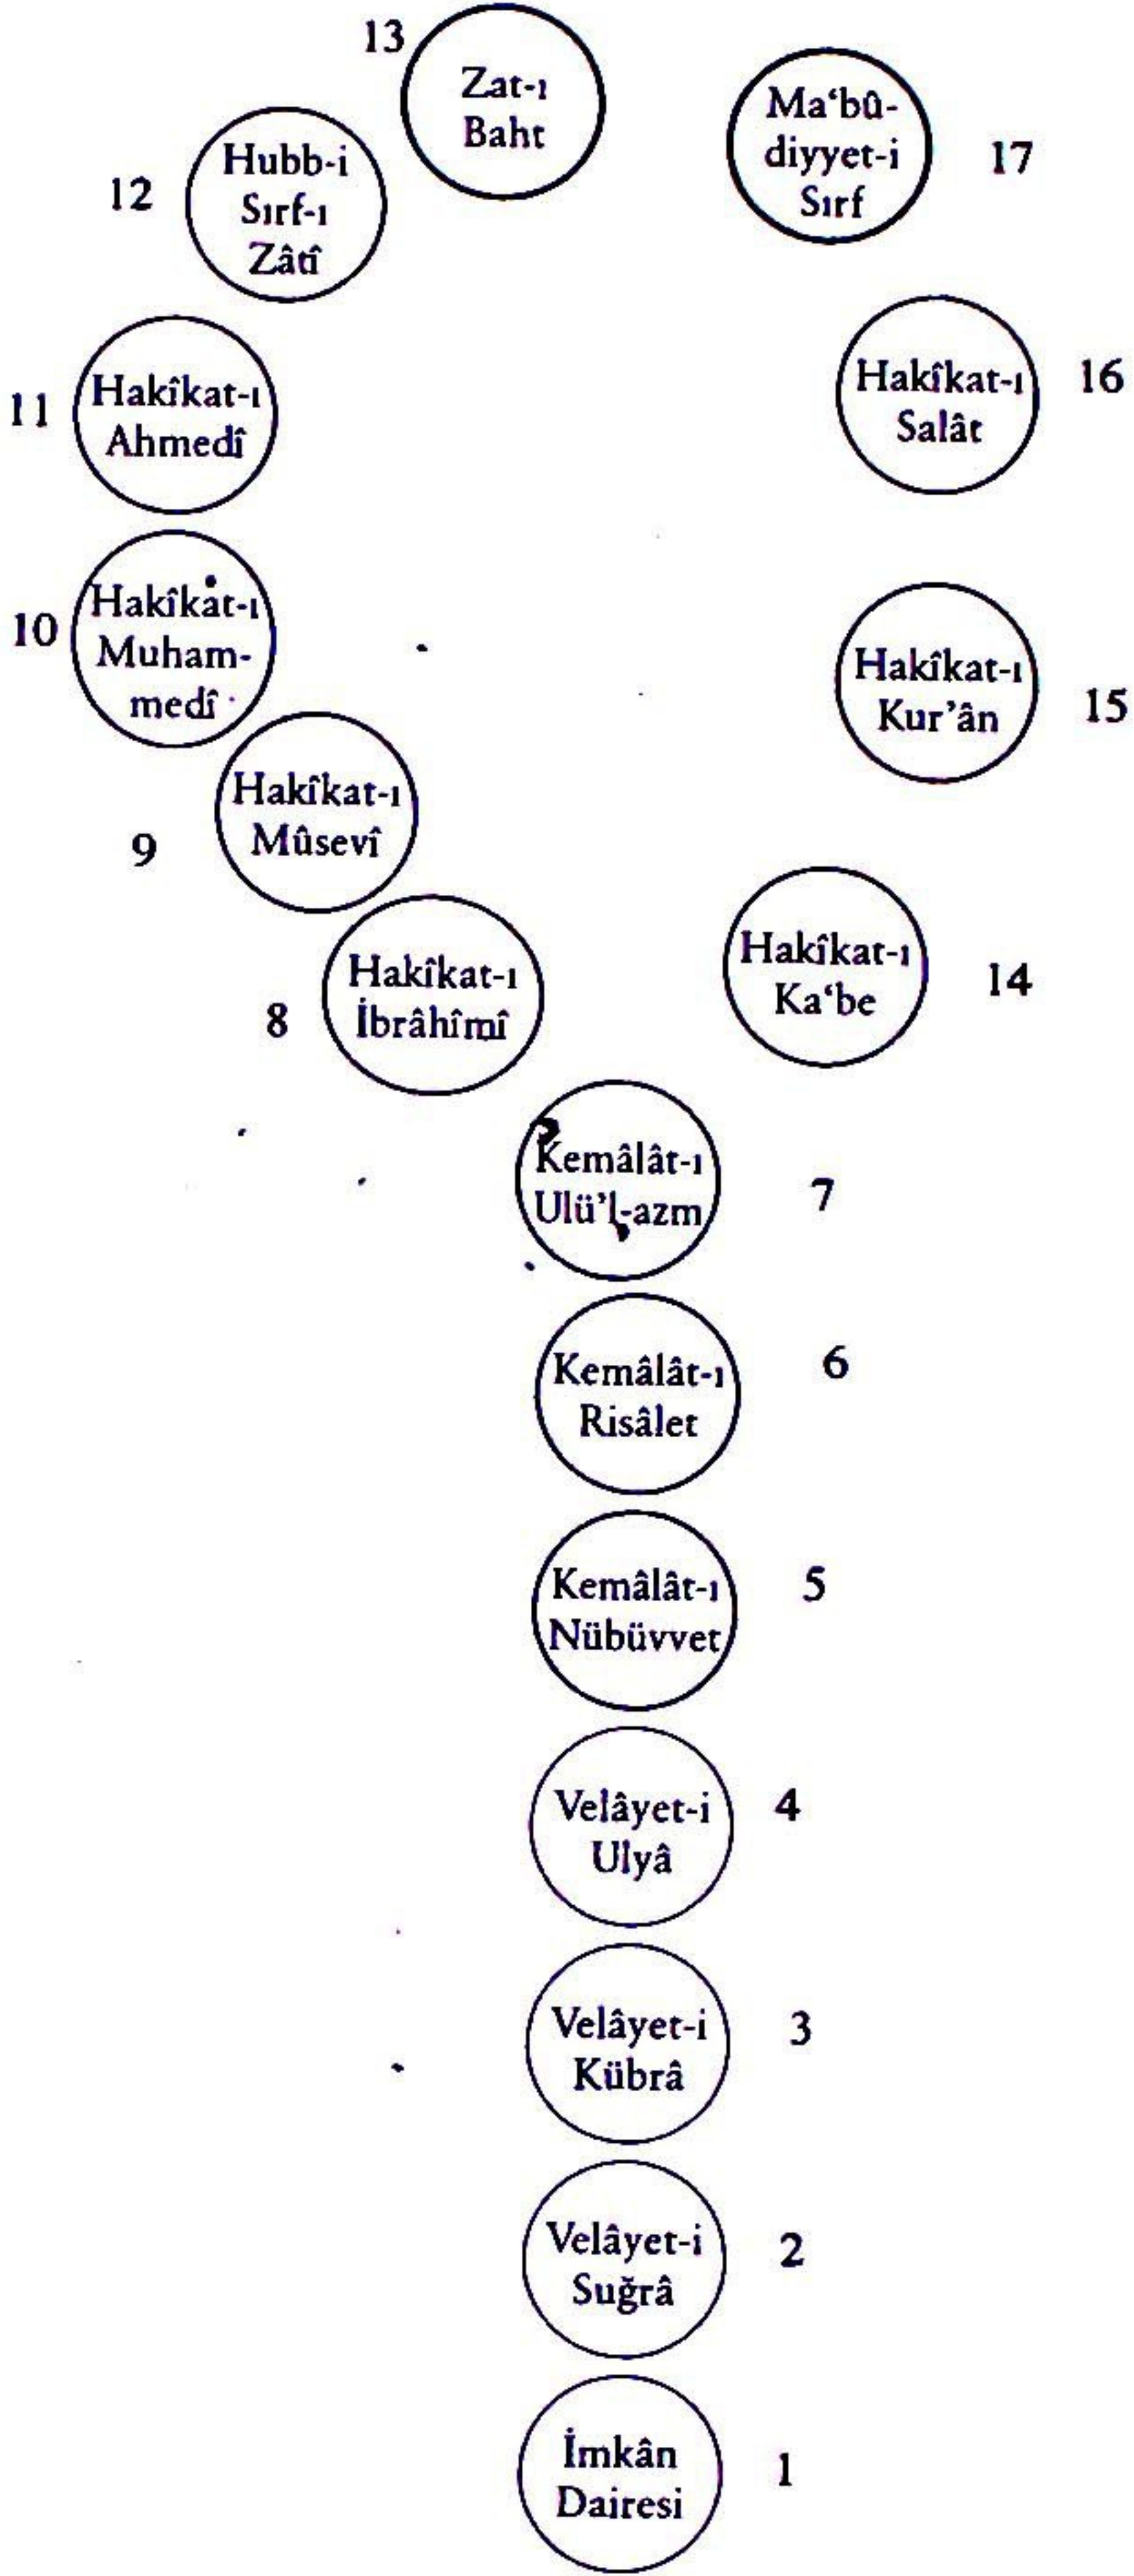 13
Zat-ı
Baht
Ma‘bû-
diyyet-i
Sırf
17
12
Hubb-i
Sırf-ı
Zâtî
11
Hakîkat-ı
Ahmedî
Hakîkat-ı
Salât
16
10
Hakîkat-ı
Muham-
medî
Hakîkat-ı
Kur’ân
15
9
Hakîkat-ı
Mûsevî
8
Hakîkat-ı
İbrâhîmî
Hakîkat-ı
Ka‘be
14
Kemâlât-ı
Ulü’l-azm
7
Kemâlât-ı
Risâlet
6
Kemâlât-ı
Nübüvvet
5
Velâyet-i
Ulyâ
4
Velâyet-i
Kübrâ
3
Velâyet-i
Suğrâ
2
İmkân
Dairesi
1